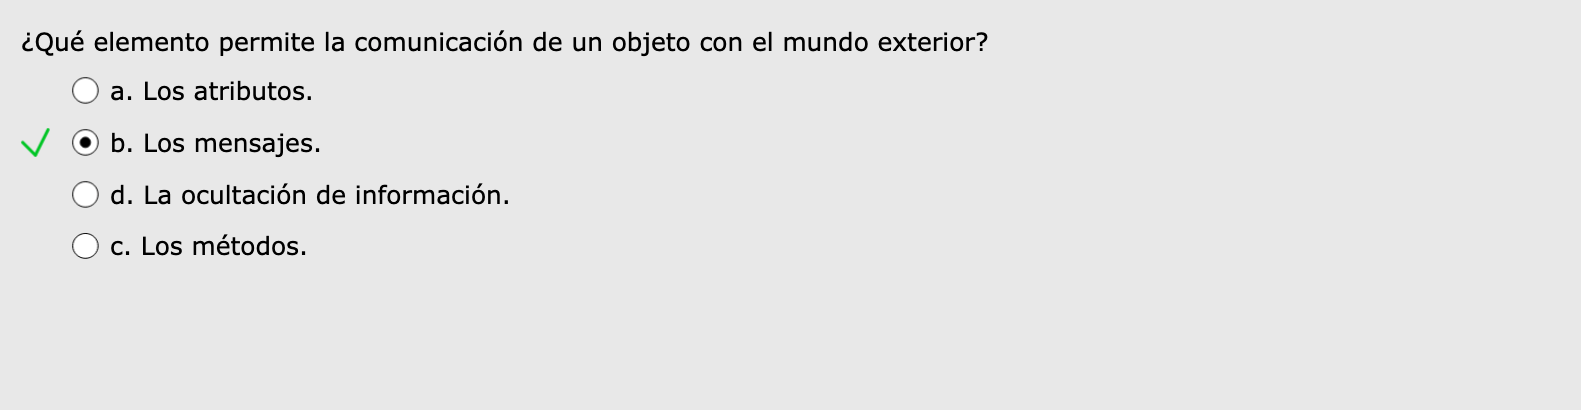 ¿Qué elemento permite la comunicación de un objeto con el mundo exterior?
a. Los atributos.
b. Los mensajes.
d. La ocultación de información.
c. Los métodos.